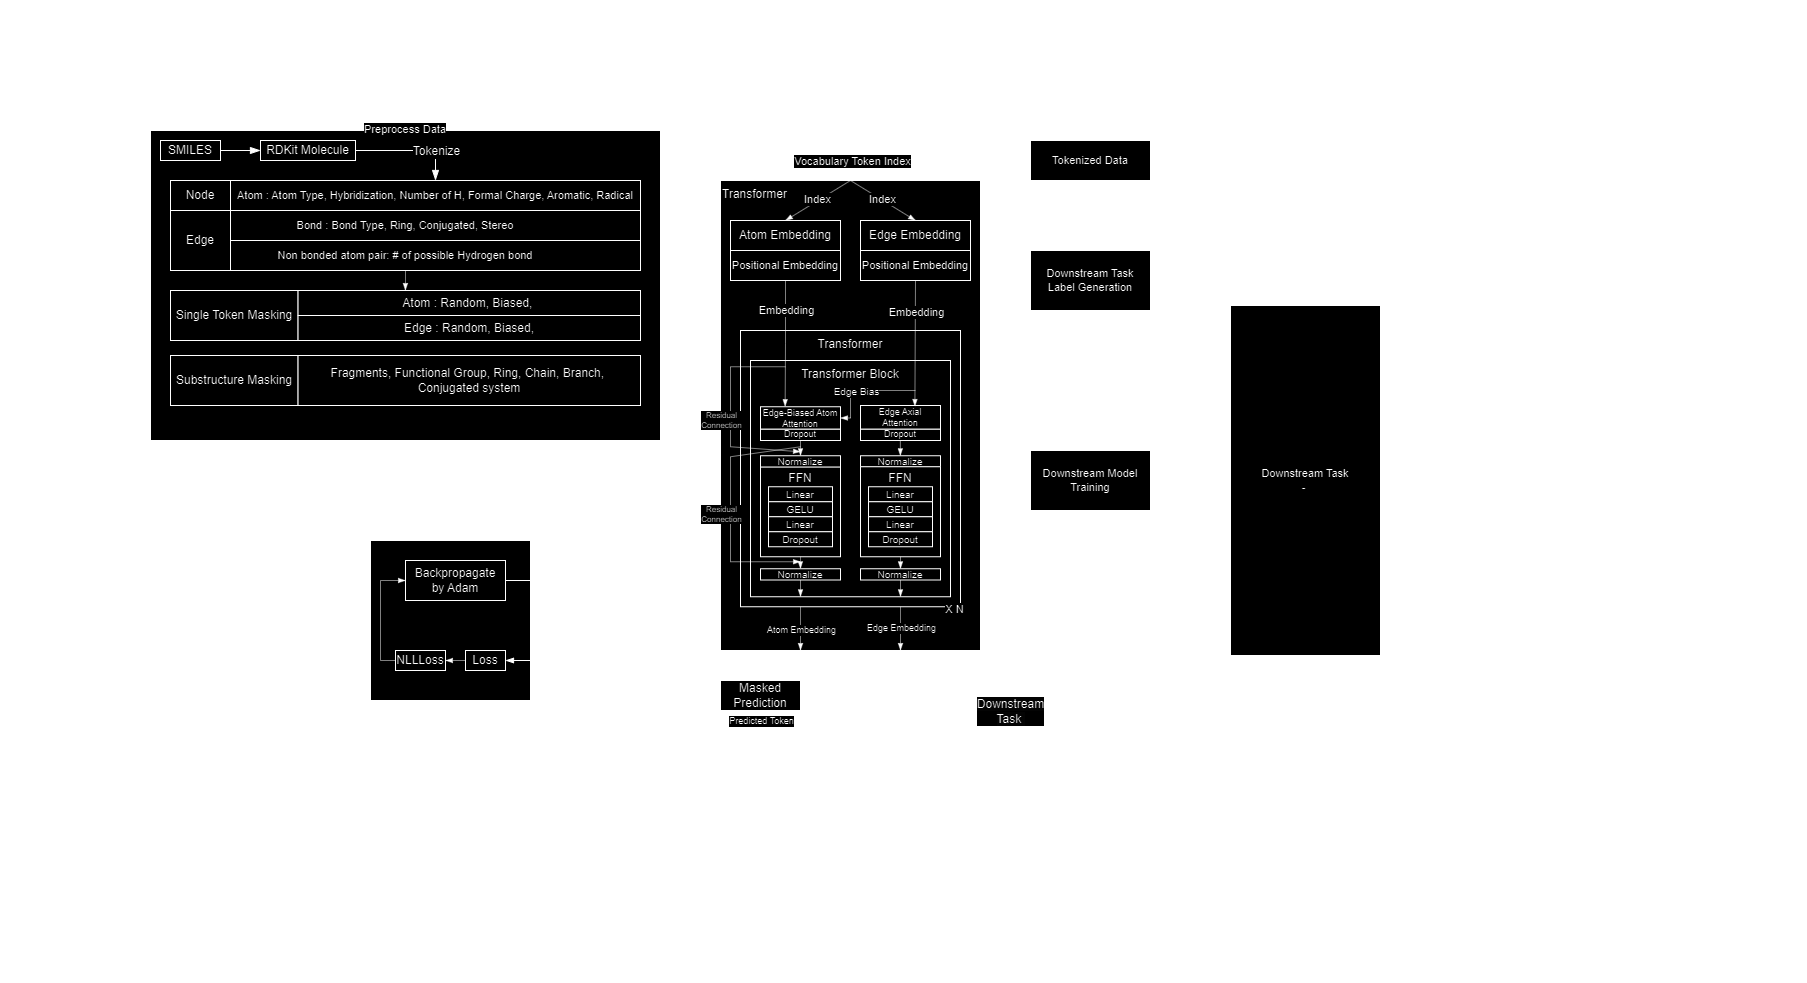 Preprocess Data
SMILES
RDKit Molecule
Tokenize
Node
Atom : Atom Type, Hybridization, Number of H, Formal Charge, Aromatic, Radical
Edge
Bond : Bond Type, Ring, Conjugated, Stereo
Non bonded atom pair: # of possible Hydrogen bond
Single Token Masking
Atom : Random, Biased,
Edge : Random, Biased,
Substructure Masking
Fragments, Functional Group, Ring, Chain, Branch,
Conjugated system
Backpropagate
by Adam
NLLLoss
Loss
Vocabulary Token Index
Transformer
Index
Index
Atom Embedding
Edge Embedding
Positional Embedding
Positional Embedding
Embedding
Embedding
Transformer
Transformer Block
Edge Bias
Residual
Connection
Edge-Biased Atom
Attention
Dropout
Edge Axial
Attention
Dropout
Normalize
Normalize
FFN
FFN
Residual
Connection
Linear
GELU
Linear
Dropout
Linear
GELU
Linear
Dropout
Normalize
Normalize
X N
Atom Embedding
Edge Embedding
Masked
Prediction
Predicted Token
Downstream
Task
Tokenized Data
Downstream Task
Label Generation
Downstream Model
Training
Downstream Task
-